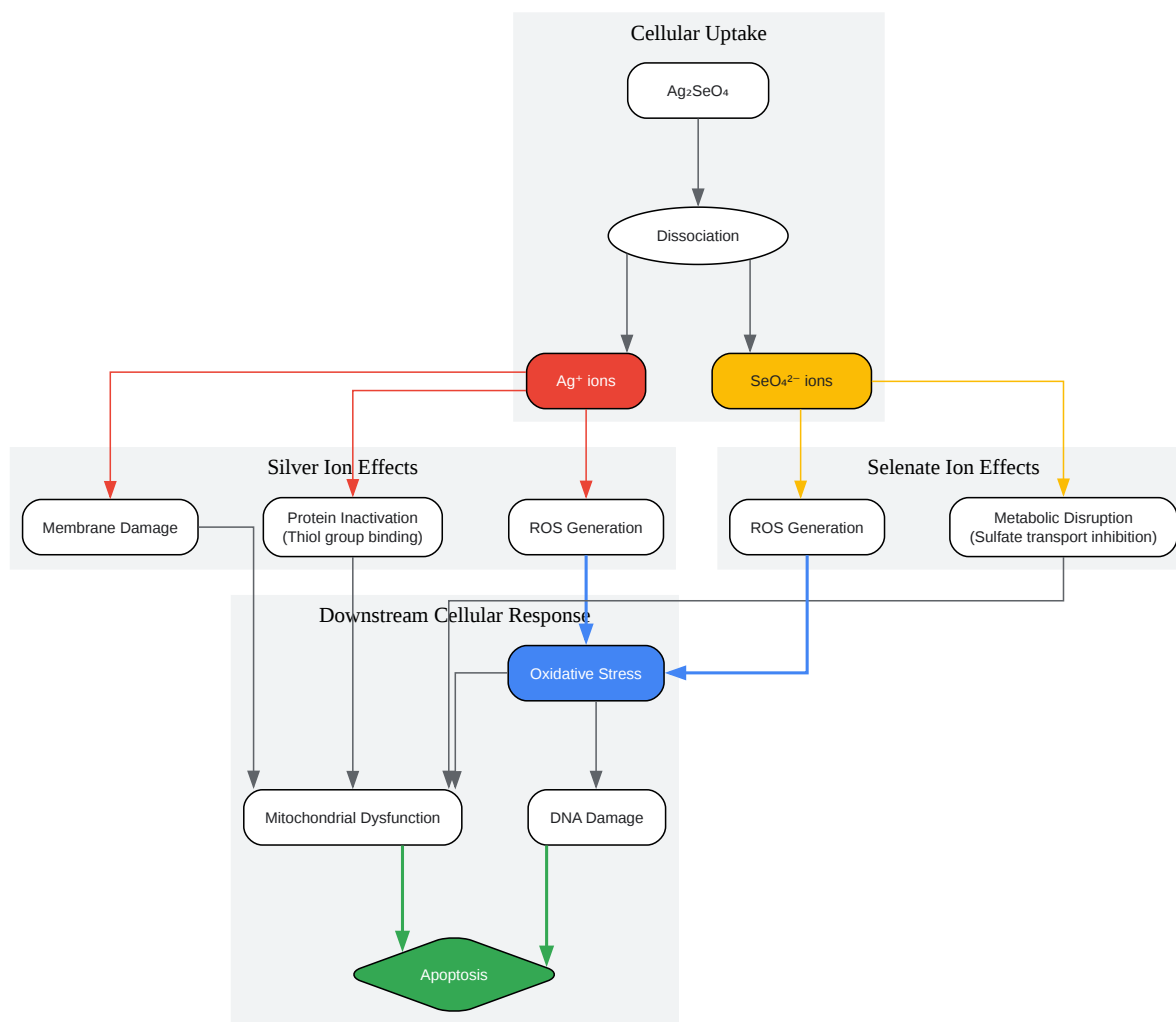 Cellular Uptake
Ag₂SeO₄
Dissociation
Ag⁺ ions
SeO₄²⁻ ions
Silver Ion Effects
Selenate Ion Effects
Membrane Damage
Protein Inactivation
(Thiol group binding)
ROS Generation
ROS Generation
Metabolic Disruption
(Sulfate transport inhibition)
Downstream Cellular Response
Oxidative Stress
Mitochondrial Dysfunction
DNA Damage
Apoptosis